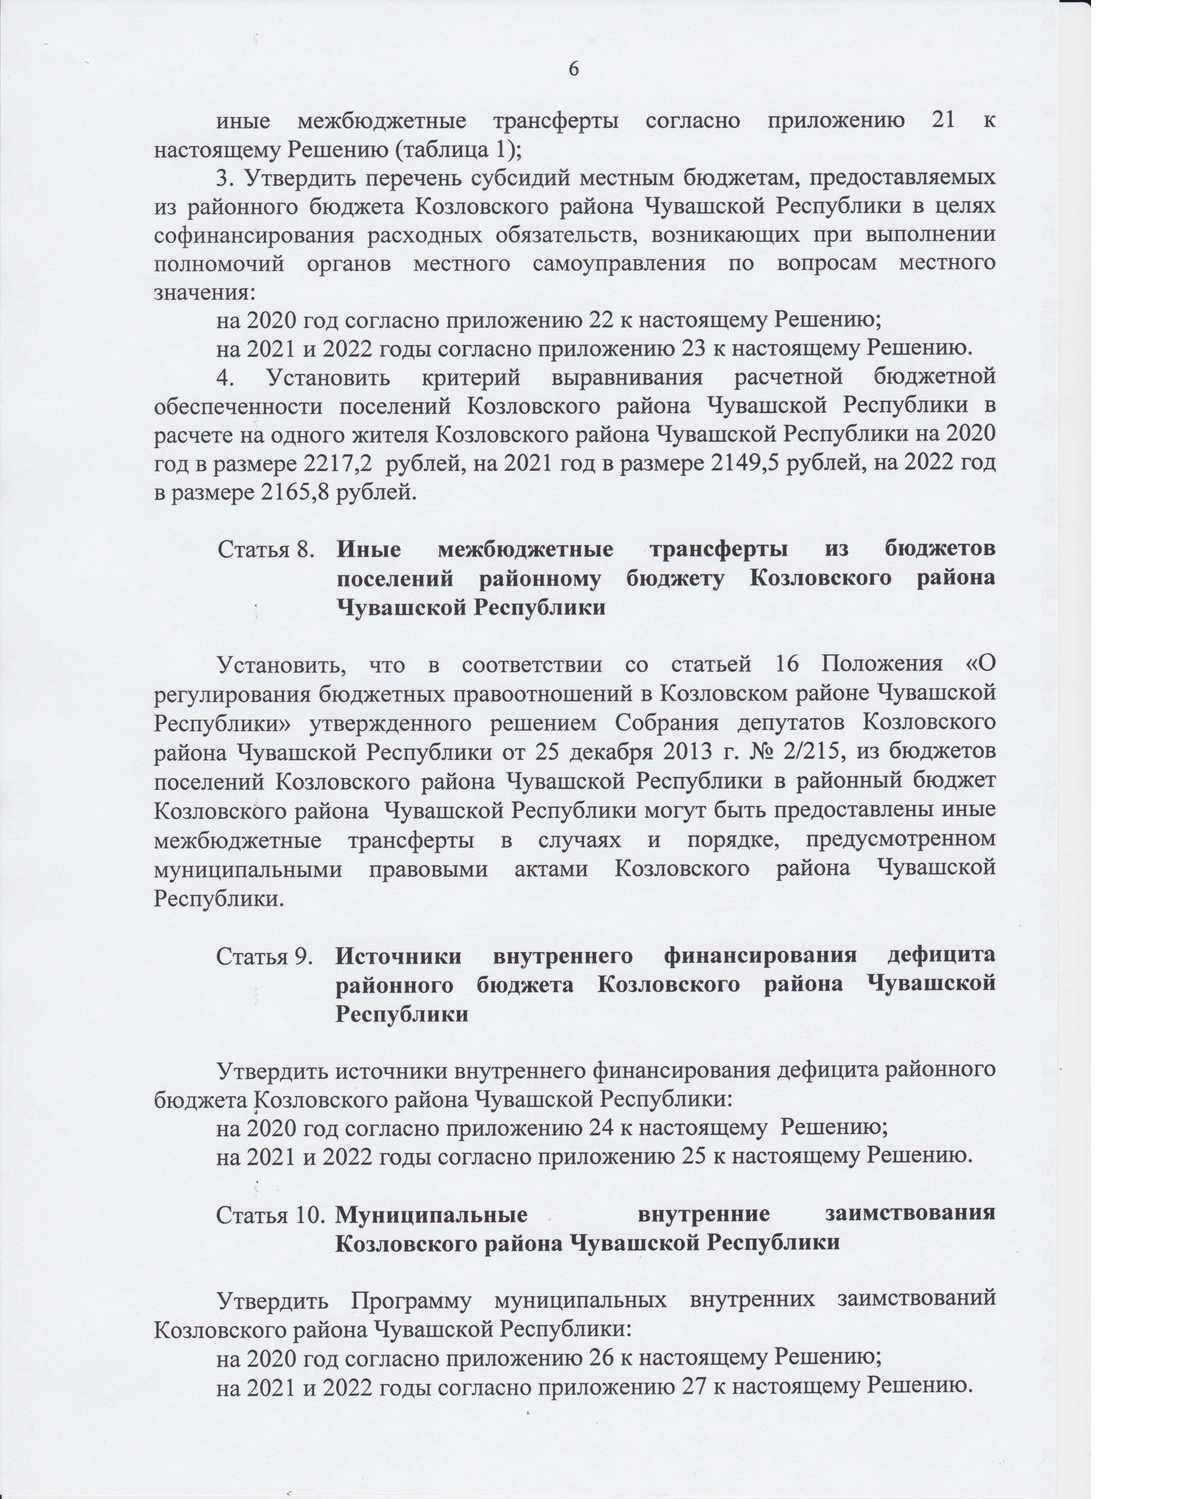 6
иные межбюджетные трансферты согласно приложению 21 к
настоящему Решению (таблица 1);
3. Утвердить перечень субсидий местным бюджетам, предоставляемых
из районного бюджета Козловского района Чувашской Республики в целях
софинансирования расходных обязательств, возникающих при выполнении
полномочий органов местного самоуправления по вопросам местного
значения:
на 2020 год согласно приложению 22 к настоящему Решению;
на 2021 и 2022 годы согласно приложению 23 к настоящему Решению.
4. Установить критерий выравнивания расчетной бюджетной
обеспеченности поселений Козловского района Чувашской Республики в
расчете на одного жителя Козловского района Чувашской Республики на 2020
год в размере 2217,2 рублей, на 2021 год в размере 2149,5 рублей, на 2022 год
в размере 2165,8 рублей.
Статья 8. Иные межбюджетные трансферты из бюджетов
поселений районному бюджету Козловского района
Чувашской Республики
Установить, что в соответствии со статьей 16 Положения «О
регулирования бюджетных правоотношений в Козловском районе Чувашской
Республики» утвержденного решением Собрания депутатов Козловского
района Чувашской Республики от 25 декабря 2013 г. № 2/215, из бюджетов
поселений Козловского района Чувашской Республики в районный бюджет
Козловского района Чувашской Республики могут быть предоставлены иные
межбюджетные трансферты в случаях и порядке, предусмотренном
муниципальными правовыми актами Козловского района Чувашской
Республики.
Статья 9. Источники внутреннего финансирования дефицита
районного бюджета Козловского района Чувашской
Республики
Утвердить источники внутреннего финансирования дефицита районного
бюджета Козловского района Чувашской Республики:
на 2020 год согласно приложению 24 к настоящему Решению;
на 2021 и 2022 годы согласно приложению 25 к настоящему Решению.
Статья 10. Муниципальные внутренние заимствования
Козловского района Чувашской Республики
Утвердить Программу муниципальных внутренних заимствований
Козловского района Чувашской Республики:
на 2020 год согласно приложению 26 к настоящему Решению;
на 2021 и 2022 годы согласно приложению 27 к настоящему Решению.